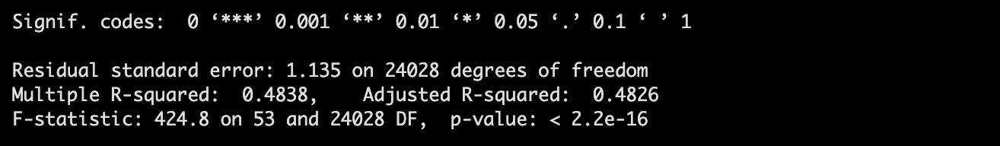 Signif. codes:  0 ‘***’ 0.001 ‘**’ 0.01 ‘*’ 0.05 ‘.’ 0.1 ‘ ’ 1
Residual standard error: 1.135 on 24028 degrees of freedom
Multiple R-squared:  0.4838,    Adjusted R-squared:  0.4826
F-statistic: 424.8 on 53 and 24028 DF,  p-value: < 2.2e-16